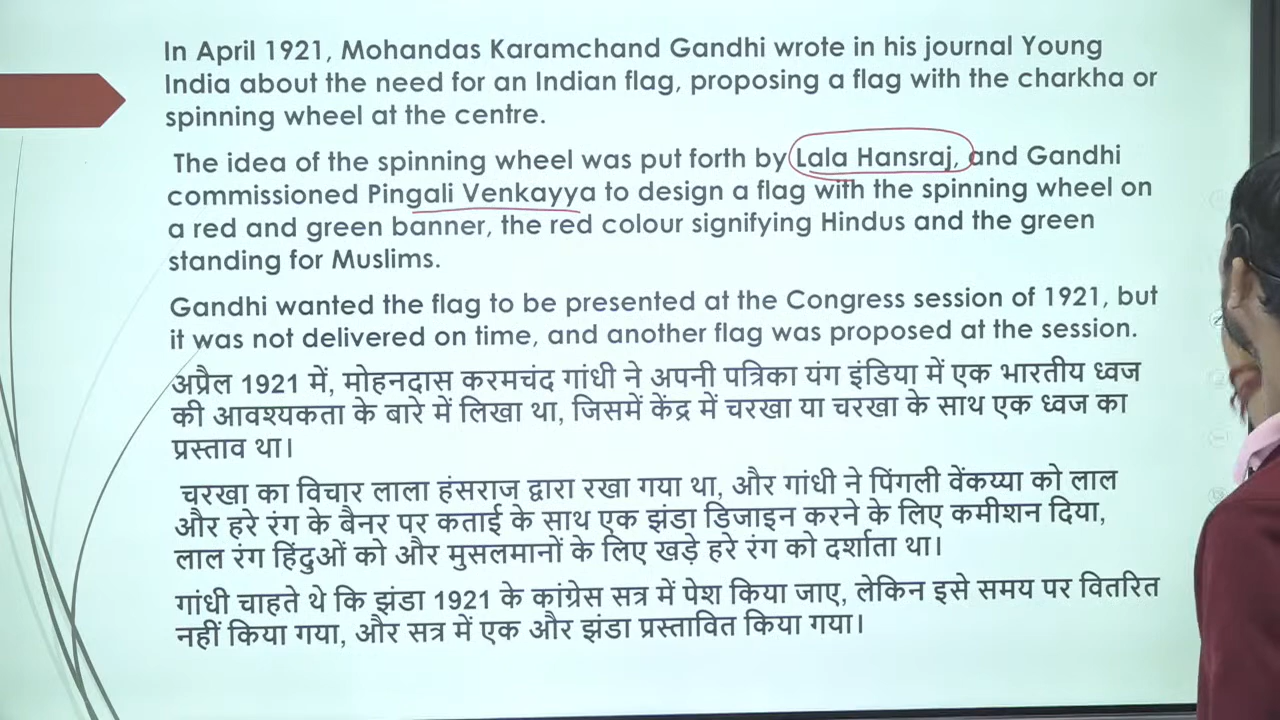 In April 1921, Mohandas Karamchand Gandhi wrote in his journal Young
India about the need for an Indian flag, proposing a flag with the charkha or
spinning wheel at the centre.
The idea of the spinning wheel was put forth by Lala Hansraj, and Gandhi
commissioned Pingali Venkayya to design a flag with the spinning wheel on
a red and green banner, the red colour signifying Hindus and the green
standing for Muslims.
Gandhi wanted the flag to be presented at the Congress session of 1921, but
it was not delivered on time, and another flag was proposed at the session.
अप्रैल 1921 में, मोहनदास करमचंद गांधी ने अपनी पत्रिका यंग इंडिया में एक भारतीय ध्वज
की आवश्यकता के बारे में लिखा था, जिसमें केंद्र में चरखा या चरखा के साथ एक ध्वज का
प्रस्ताव था।
चरखा का विचार लाला हंसराज द्वारा रखा गया था, और गांधी ने पिंगली वेंकय्या को लाल
और हरे रंग के बैनर पर कताई के साथ एक झंडा डिजाइन करने के लिए कमीशन दिया,
लाल रंग हिंदुओं को और मुसलमानों के लिए खड़े हरे रंग को दर्शाता था।
गांधी चाहते थे कि झंडा 1921 के कांग्रेस सत्र में पेश किया जाए, लेकिन इसे समय पर वितरित
नहीं किया गया, और सत्र में एक और झंडा प्रस्तावित किया गया।